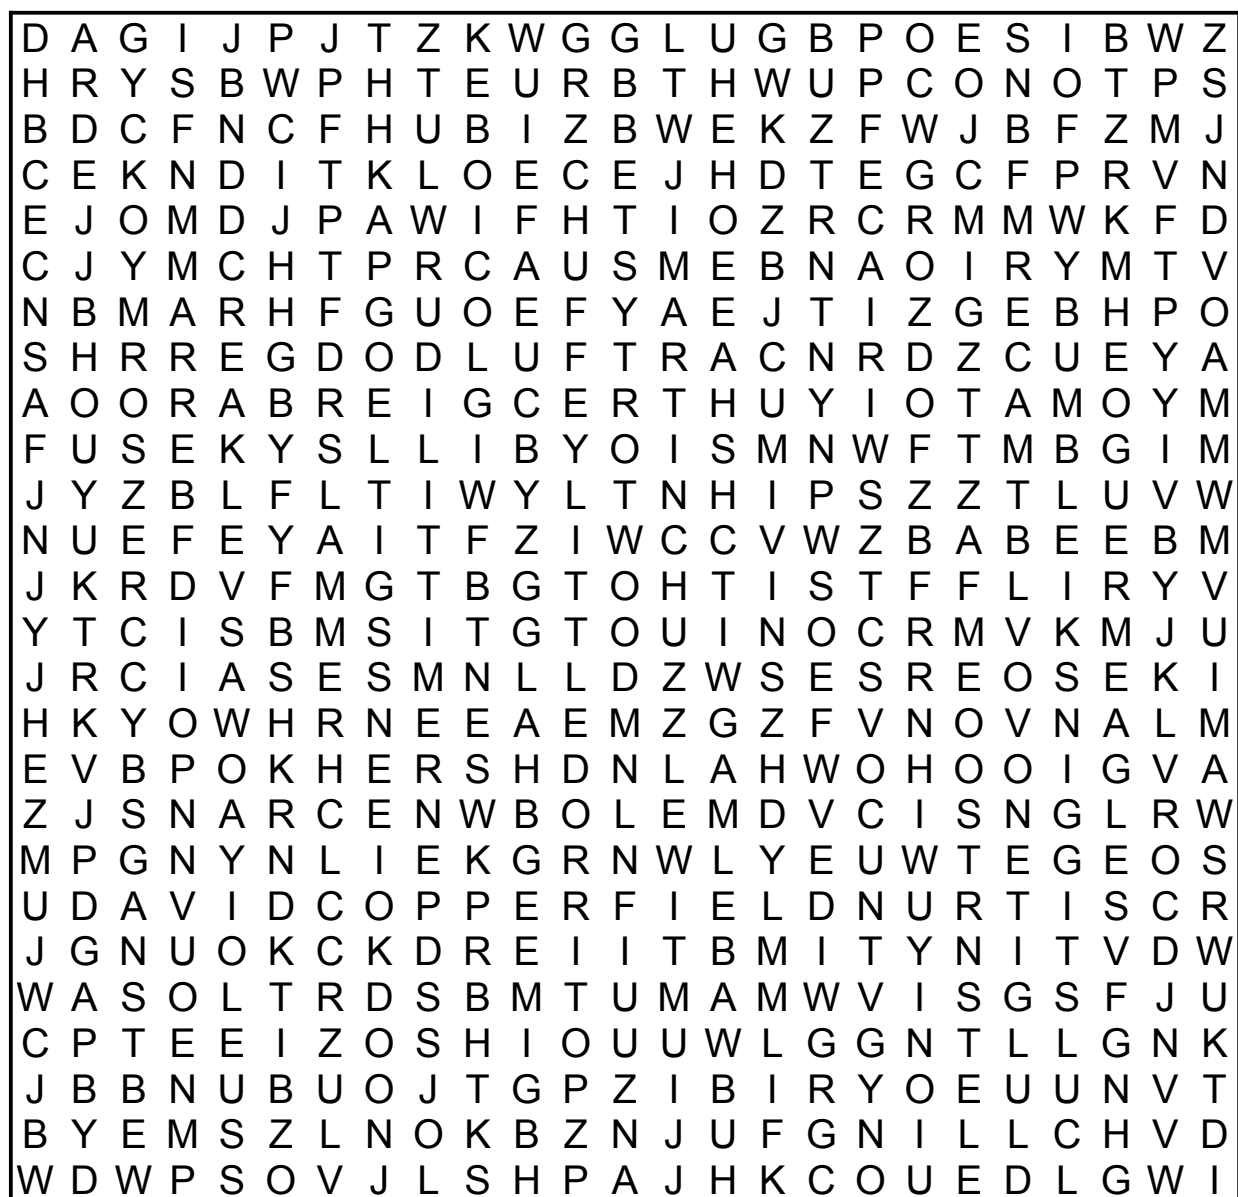 D A G I J P J T Z K W G G L U G B P O E S I B W Z
H R Y S B W P H T E U R B T H W U P C O N O T P S
B D C F N C F H U B I Z B W E K Z F W J B F Z M J
C E K N D I T K L O E C E J H D T E G C F P R V N
E J O M D J P A W I F H T I O Z R C R M M W K F D
C J Y M C H T P R C A U S M E B N A O I R Y M T V
N B M A R H F G U O E F Y A E J T I Z G E B H P O
S H R R E G D O D L U F T R A C N R D Z C U E Y A
A O O R A B R E I G C E R T H U Y I O T A M O Y M
F U S E K Y S L L I B Y O I S M N W F T M B G I M
J Y Z B L F L T I W Y L T N H I P S Z Z T L U V W
N U E F E Y A I T F Z I W C C V W Z B A B E E B M
J K R D V F M G T B G T O H T I S T F F L I R Y V
Y T C I S B M S I T G T O U I N O C R M V K M J U
J R C I A S E S M N L L D Z W S E S R E O S E K I
H K Y O W H R N E E A E M Z G Z F V N O V N A L M
E V B P O K H E R S H D N L A H W O H O O I G V A
Z J S N A R C E N W B O L E M D V C I S N G L R W
M P G N Y N L I E K G R N W L Y E U W T E G E O S
U D A V I D C O P P E R F I E L D N U R T I S C R
J G N U O K C K D R E I I T B M I T Y N I T V D W
W A S O L T R D S B M T U M A M W V I S G S F J U
C P T E E I Z O S H I O U U W L G G N T L L G N K
J B B N U B U O J T G P Z I B I R Y O E U U N V T
B Y E M S Z L N O K B Z N J U F G N I L L C H V D
W D W P S O V J L S H P A J H K C O U E D L G W I